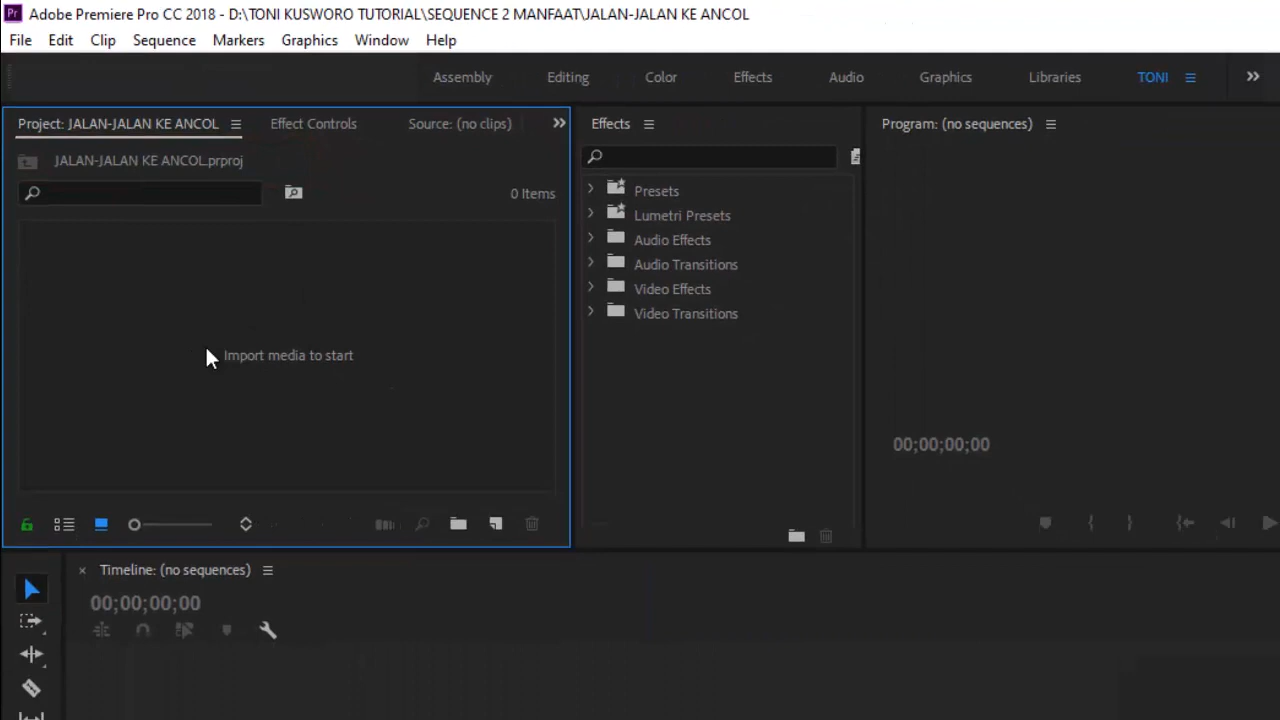 Pr Adobe Premiere Pro CC 2018 - D:\TONI KUSWORO TUTORIAL\SEQUENCE 2 MANFAAT\JALAN-JALAN KE ANCOL
File Edit Clip Sequence Markers Graphics Window Help
Assembly Editing Color Effects Audio Graphics Libraries TONI
Project: JALAN-JALAN KE ANCOL Effect Controls Source: (no clips)
JALAN-JALAN KE ANCOL.prproj
0 Items
Import media to start
Effects
Presets
Lumetri Presets
Audio Effects
Audio Transitions
Video Effects
Video Transitions
Program: (no sequences)
00;00;00;00
Timeline: (no sequences)
00;00;00;00